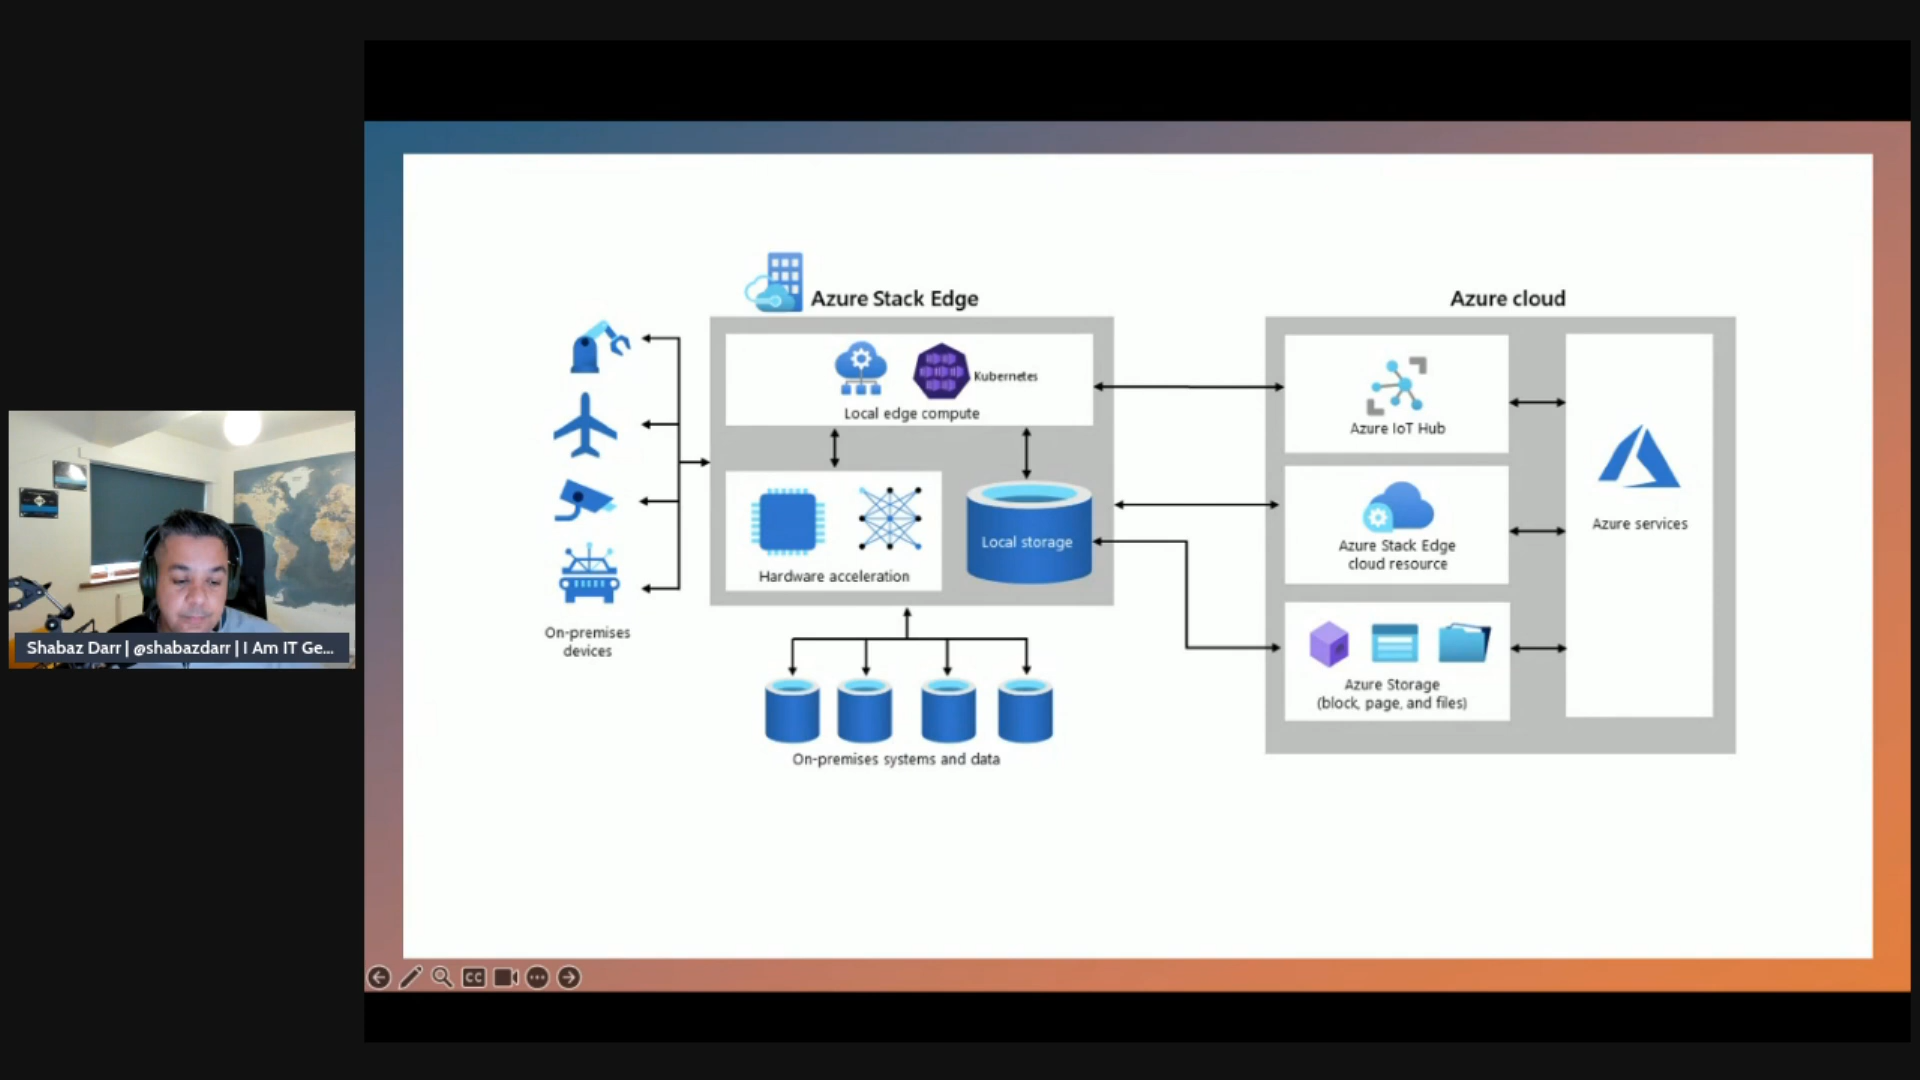 Azure Stack Edge
Azure cloud
Kubernetes
Local edge compute
Azure IoT Hub
Local storage
Azure services
Azure Stack Edge
cloud resource
Hardware acceleration
On-premises
devices
Shabaz Darr | @shabazdarr | I Am IT Ge...
Azure Storage
(block, page, and files)
On-premises systems and data
CC